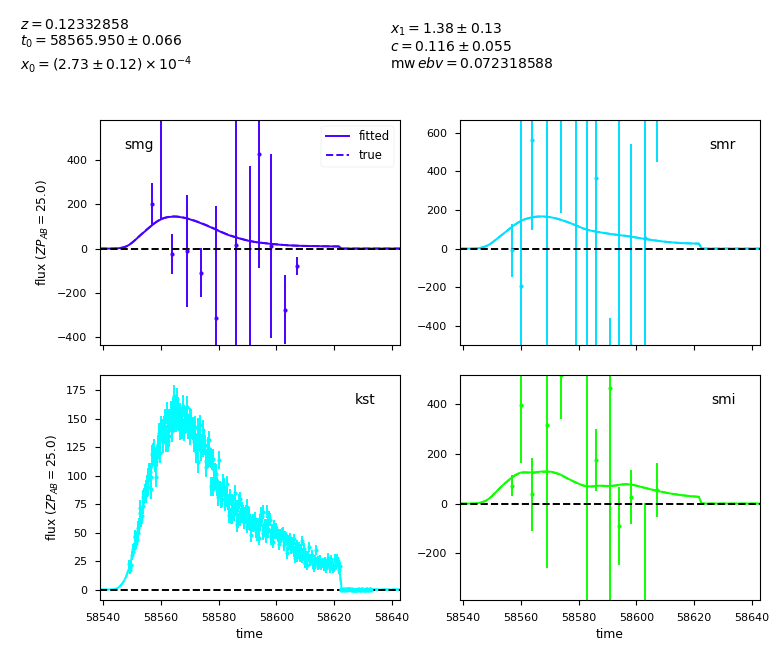 z = 0.12332858
t₀ = 58565.950 ± 0.066
x₀ = (2.73 ± 0.12) × 10⁻⁴
x₁ = 1.38 ± 0.13
c = 0.116 ± 0.055
mw ebv = 0.072318588
smg
fitted
true
flux (ZP_AB = 25.0)
400
200
0
−200
−400
smr
600
400
200
0
−200
−400
kst
flux (ZP_AB = 25.0)
175
150
125
100
75
50
25
0
58540 58560 58580 58600 58620 58640
time
smi
400
200
0
−200
58540 58560 58580 58600 58620 58640
time